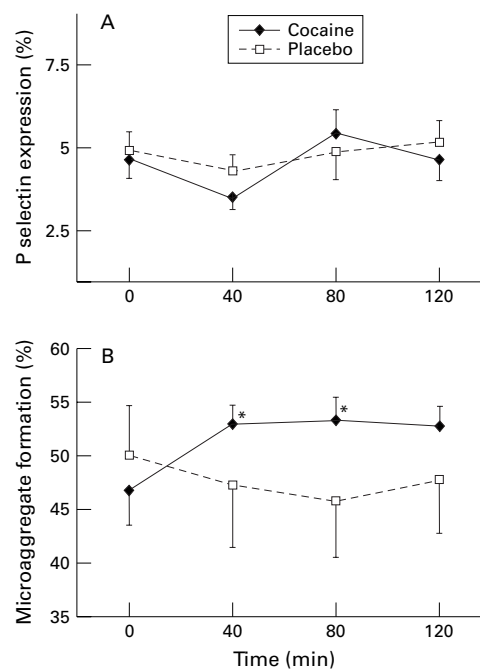 A
Cocaine
Placebo
P selectin expression (%)
7.5
5
2.5
0 40 80 120
B
Microaggregate formation (%)
60
55
50
45
40
35
*
*
0 40 80 120
Time (min)